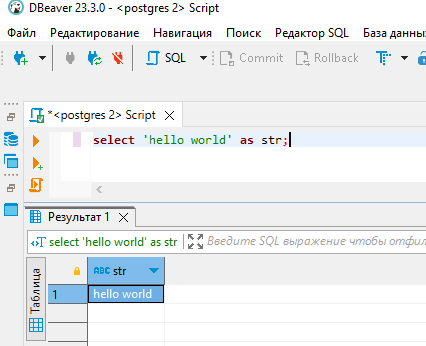 DBeaver 23.3.0 - <postgres 2> Script
Файл Редактирование Навигация Поиск Редактор SQL База данны
SQL Commit Rollback T
*<postgres 2> Script
select 'hello world' as str;
Результат 1
select 'hello world' as str Введите SQL выражение чтобы отфил
Таблица
ABC str
1 hello world